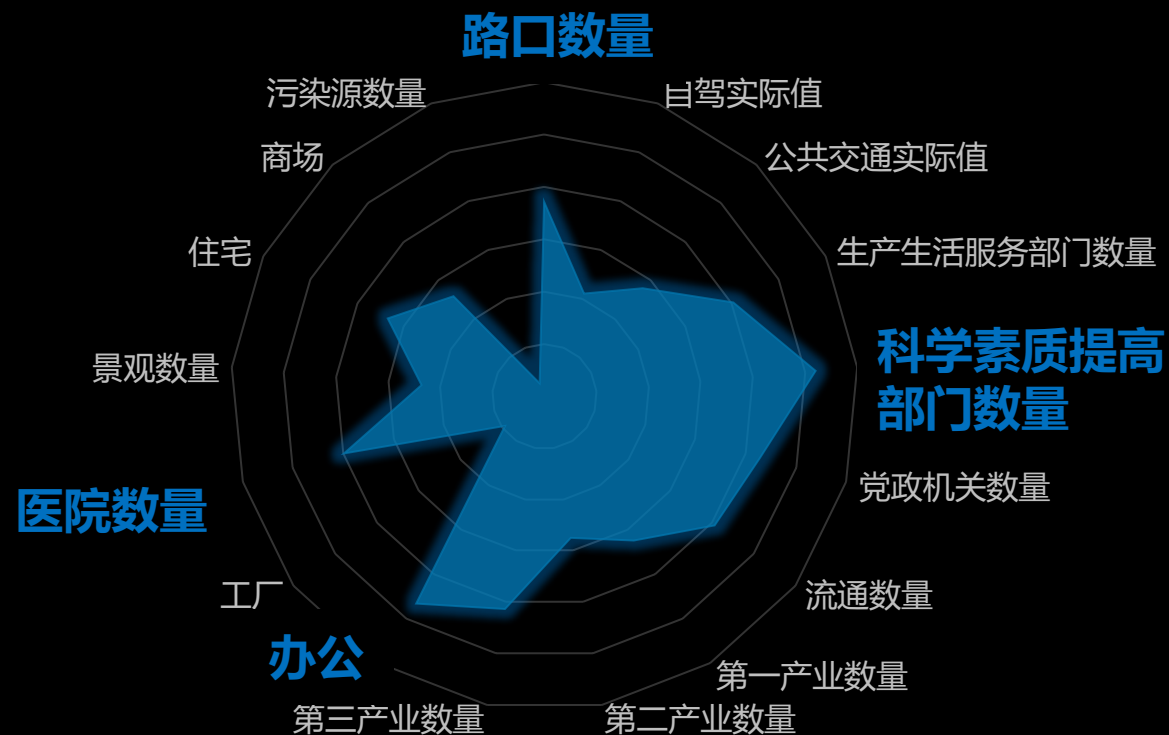 路口数量
污染源数量
自驾实际值
商场
公共交通实际值
住宅
生产生活服务部门数量
科学素质提高
部门数量
景观数量
党政机关数量
医院数量
工厂
流通数量
办公
第一产业数量
第三产业数量
第二产业数量